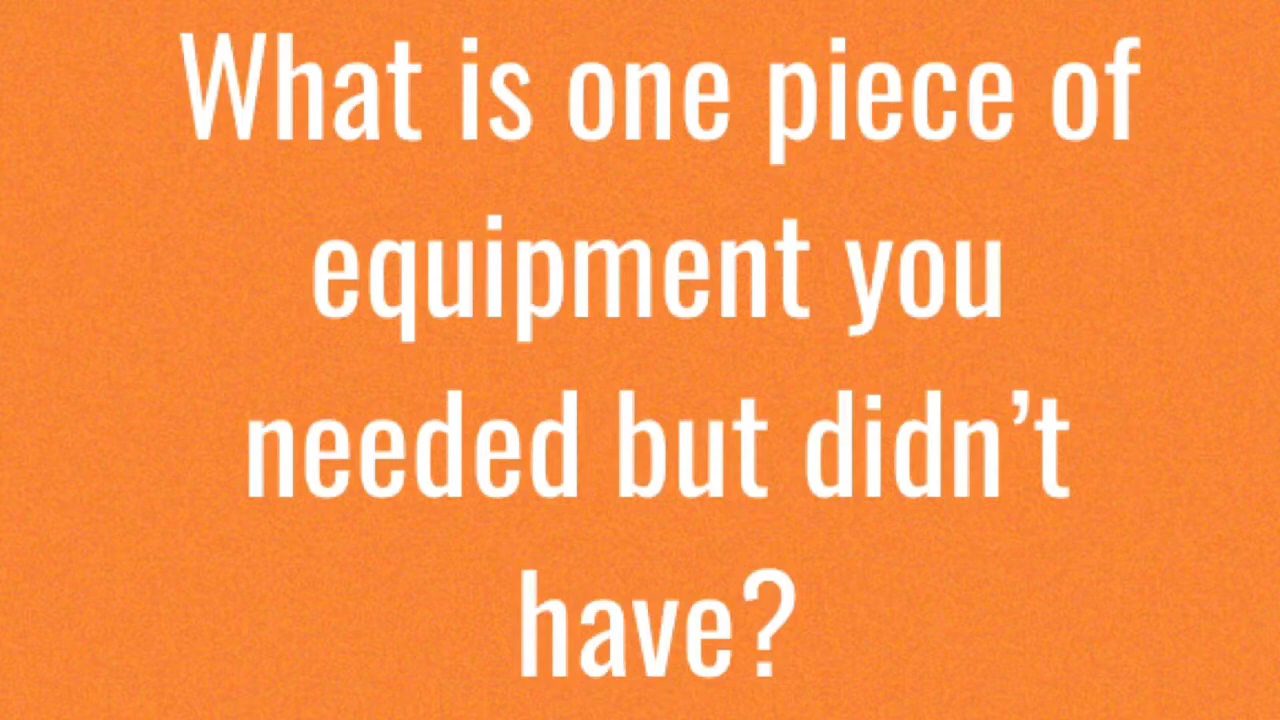 What is one piece of
equipment you
needed but didn’t
have?